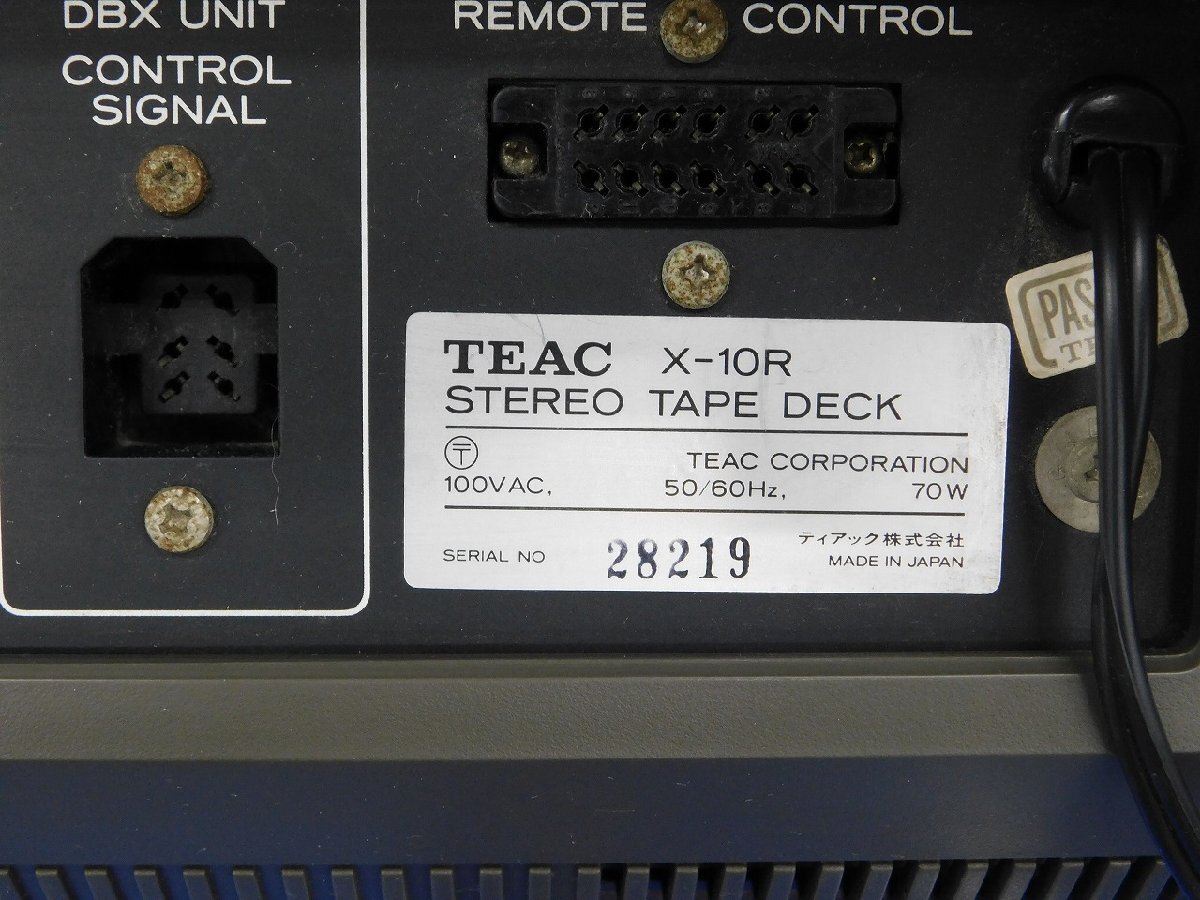 DBX UNIT
CONTROL
SIGNAL
REMOTE CONTROL
TEAC X-10R
STEREO TAPE DECK
〒
TEAC CORPORATION
100VAC, 50/60Hz, 70W
SERIAL NO 28219
ティアック株式会社
MADE IN JAPAN